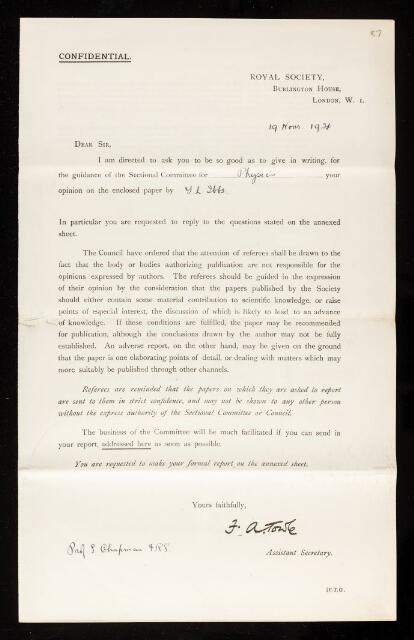 87
CONFIDENTIAL.
ROYAL SOCIETY,
BURLINGTON HOUSE,
LONDON, W. 1.
19 Nov 1924
DEAR SIR,
I am directed to ask you to be so good as to give in writing, for
the guidance of the Sectional Committee for Physics your
opinion on the enclosed paper by T L Ibbs
In particular you are requested to reply to the questions stated on the annexed
sheet.
The Council have ordered that the attention of referees shall be drawn to the
fact that the body or bodies authorizing publication are not responsible for the
opinions expressed by authors. The referees should be guided in the expression
of their opinion by the consideration that the papers published by the Society
should either contain some material contribution to scientific knowledge, or raise
points of especial interest, the discussion of which is likely to lead to an advance
of knowledge. If these conditions are fulfilled, the paper may be recommended
for publication, although the conclusions drawn by the author may not be fully
established. An adverse report, on the other hand, may be given on the ground
that the paper is one elaborating points of detail, or dealing with matters which may
more suitably be published through other channels.
Referees are reminded that the papers on which they are asked to report
are sent to them in strict confidence, and may not be shewn to any other person
without the express authority of the Sectional Committee or Council.
The business of the Committee will be much facilitated if you can send in
your report, addressed here as soon as possible.
You are requested to make your formal report on the annexed sheet.
Yours faithfully,
F. A. Towle
Assistant Secretary.
Prof S. Chapman F.R.S.
[P.T.O.